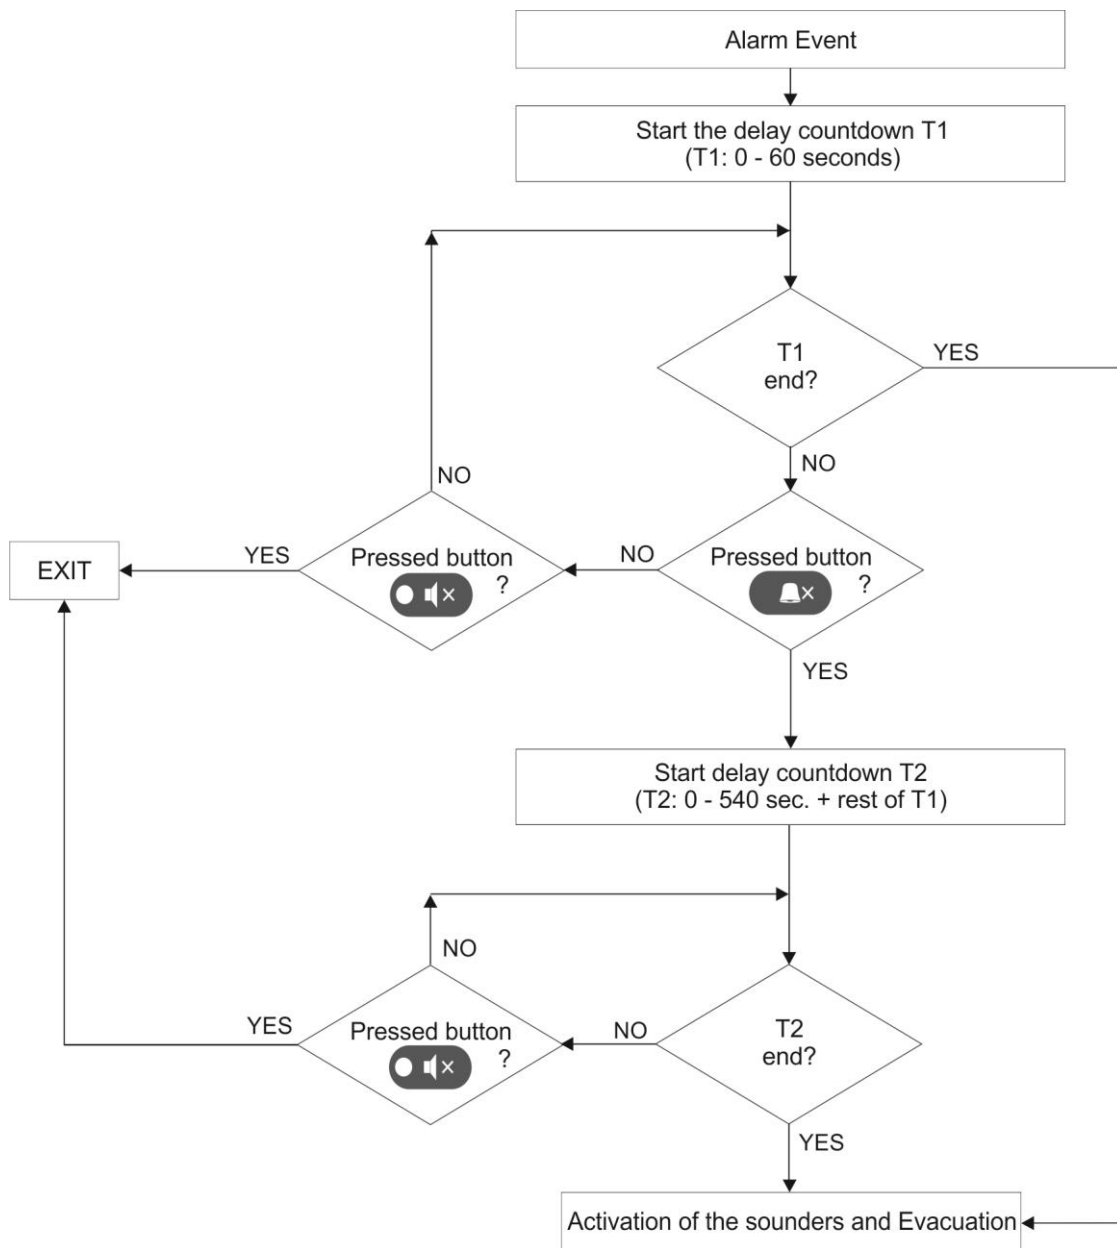 Alarm Event
Start the delay countdown T1
(T1: 0 - 60 seconds)
T1
end?
YES
NO
NO
EXIT
YES
Pressed button
?
NO
Pressed button
?
YES
Start delay countdown T2
(T2: 0 - 540 sec. + rest of T1)
NO
YES
Pressed button
?
NO
T2
end?
YES
Activation of the sounders and Evacuation